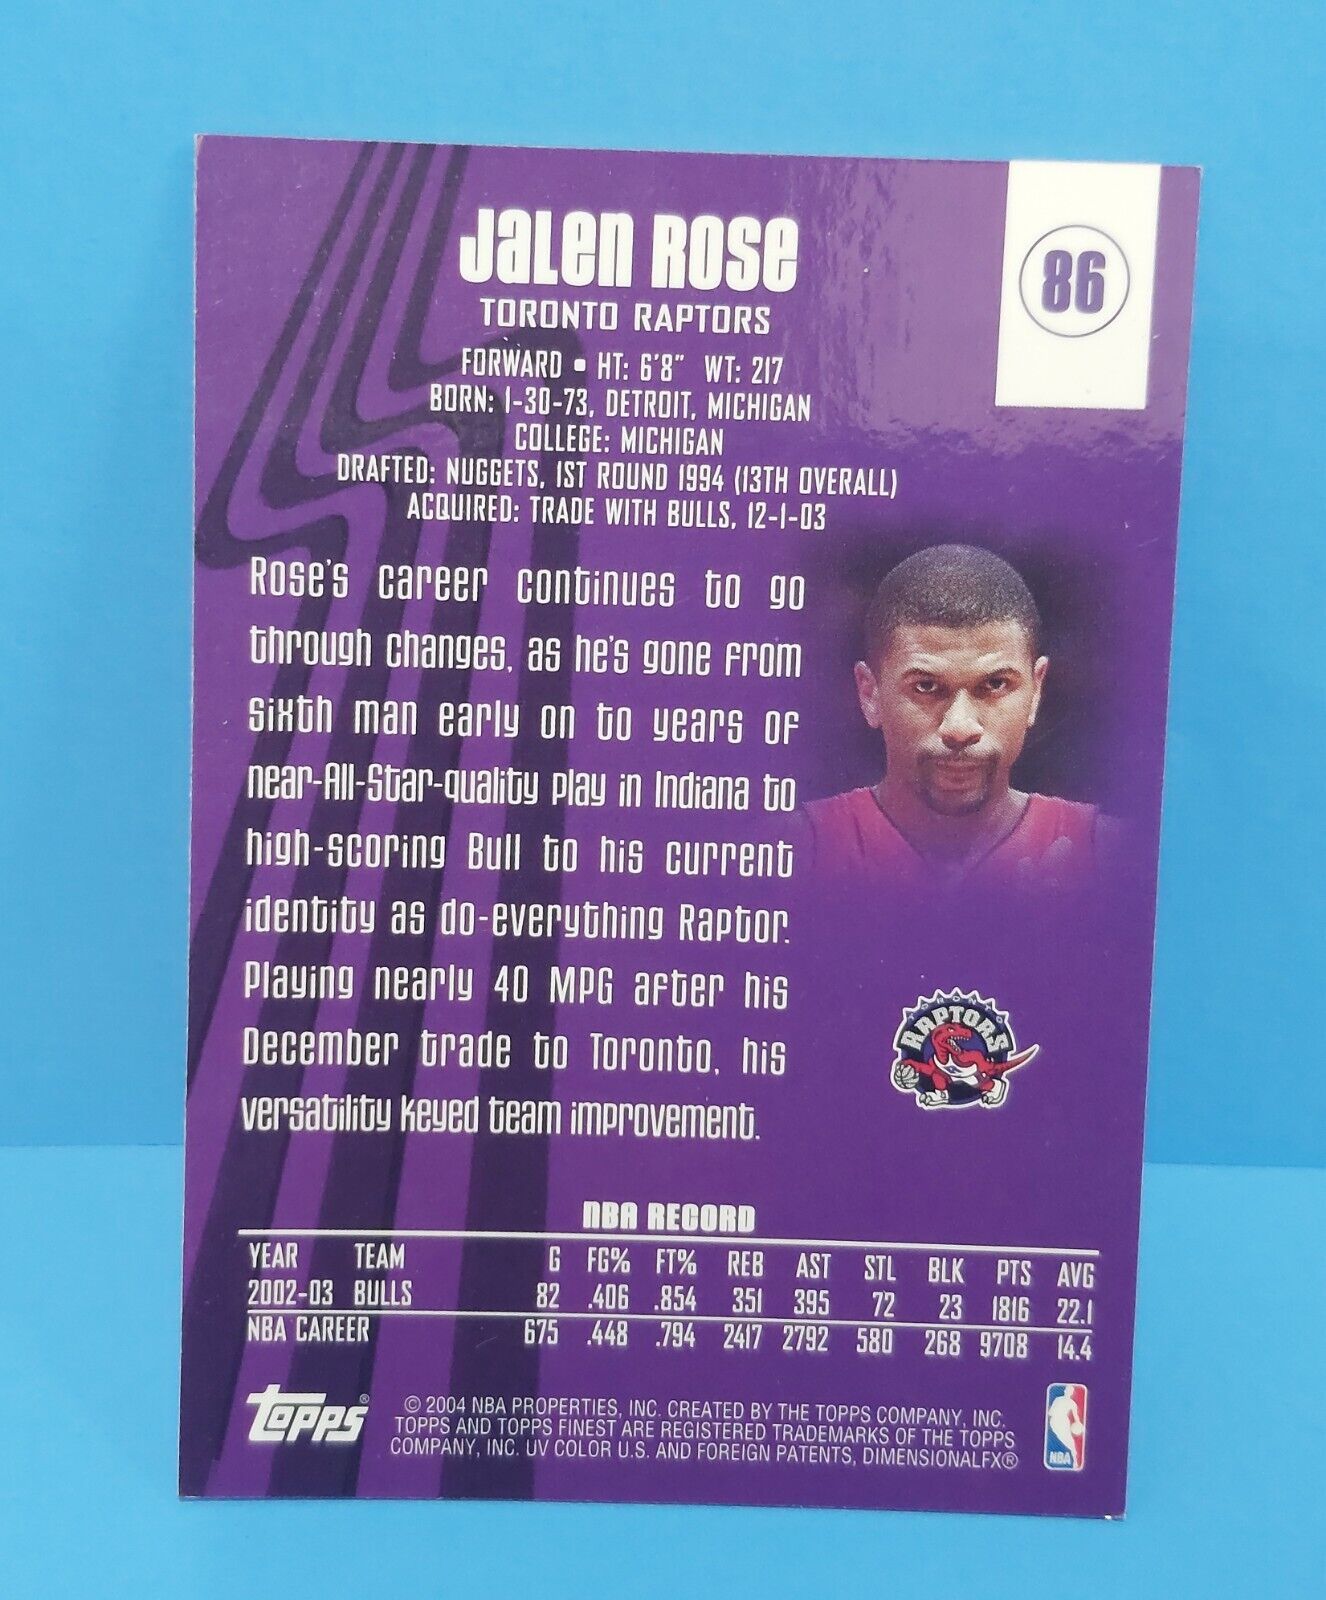 86
Jalen Rose
TORONTO RAPTORS
FORWARD • HT: 6'8" WT: 217
BORN: 1-30-73, DETROIT, MICHIGAN
COLLEGE: MICHIGAN
DRAFTED: NUGGETS, 1ST ROUND 1994 (13TH OVERALL)
ACQUIRED: TRADE WITH BULLS, 12-1-03
Rose's career continues to go
through changes, as he's gone from
sixth man early on to years of
near-All-Star-quality play in Indiana to
high-scoring Bull to his current
identity as do-everything Raptor.
Playing nearly 40 MPG after his
December trade to Toronto, his
versatility keyed team improvement.
TORONTO
RAPTORS
NBA RECORD
YEAR TEAM G FG% FT% REB AST STL BLK PTS AVG
2002-03 BULLS 82 .406 .854 351 395 72 23 1816 22.1
NBA CAREER 675 .448 .794 2417 2792 580 268 9708 14.4
Topps®
© 2004 NBA PROPERTIES, INC. CREATED BY THE TOPPS COMPANY, INC.
TOPPS AND TOPPS FINEST ARE REGISTERED TRADEMARKS OF THE TOPPS
COMPANY, INC. UV COLOR U.S. AND FOREIGN PATENTS, DIMENSIONALFX®
NBA